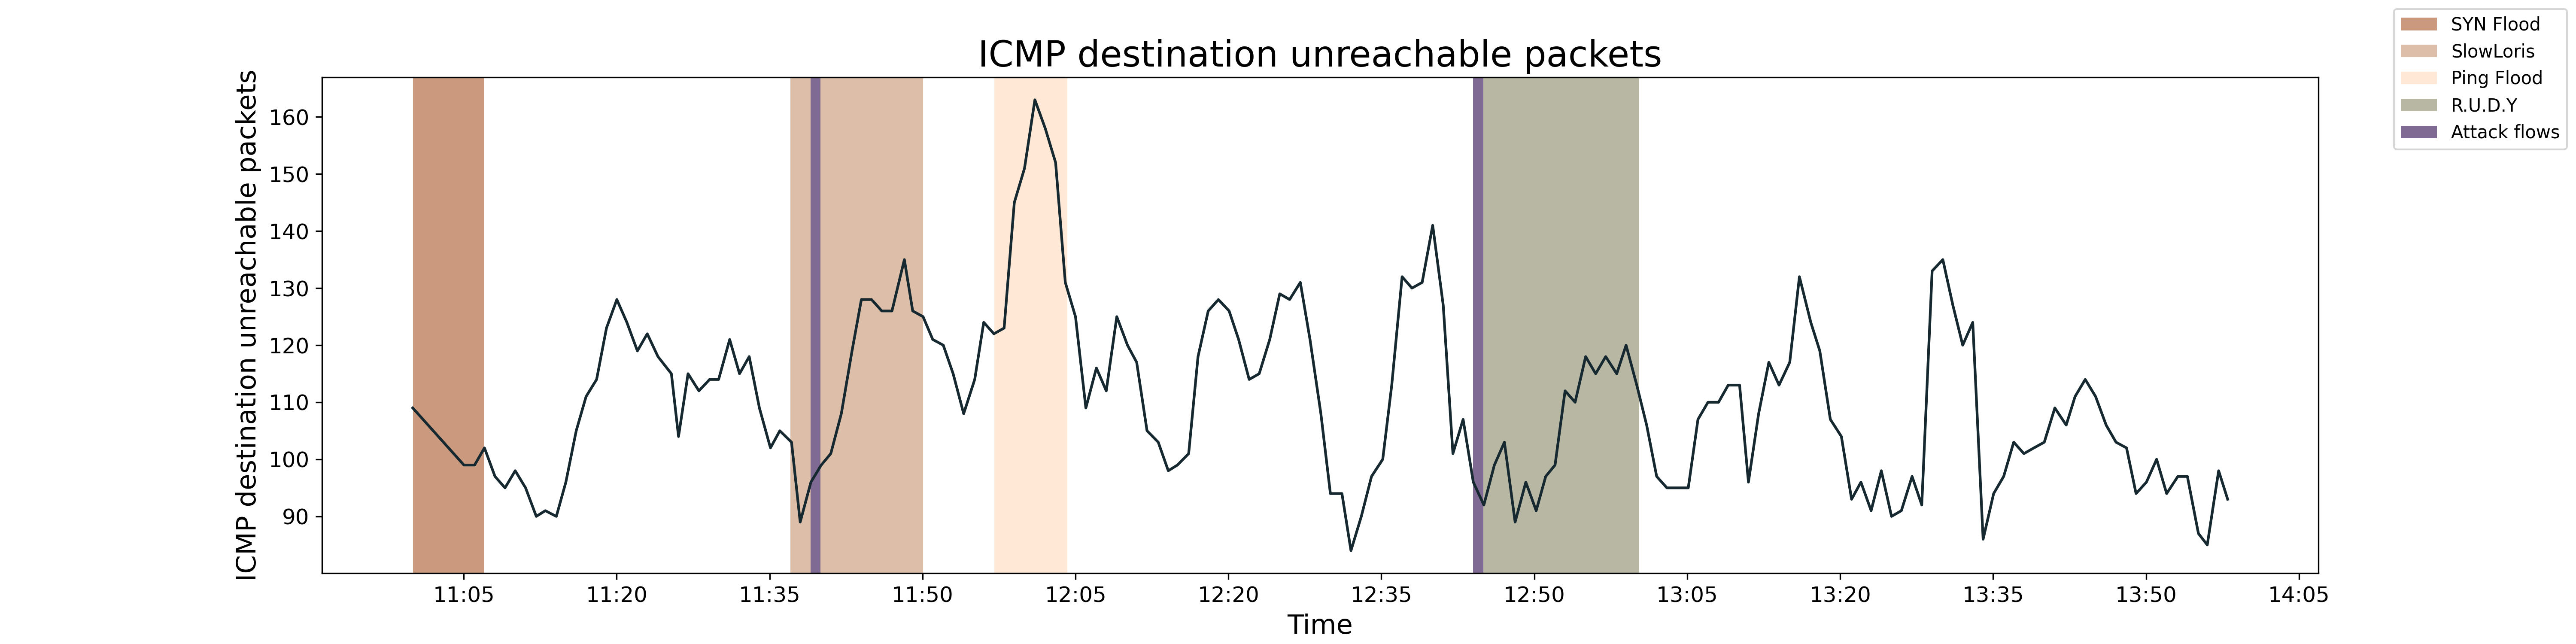 ICMP destination unreachable packets
SYN Flood
SlowLoris
Ping Flood
R.U.D.Y
Attack flows
ICMP destination unreachable packets
160
150
140
130
120
110
100
90
11:05 11:20 11:35 11:50 12:05 12:20 12:35 12:50 13:05 13:20 13:35 13:50 14:05
Time